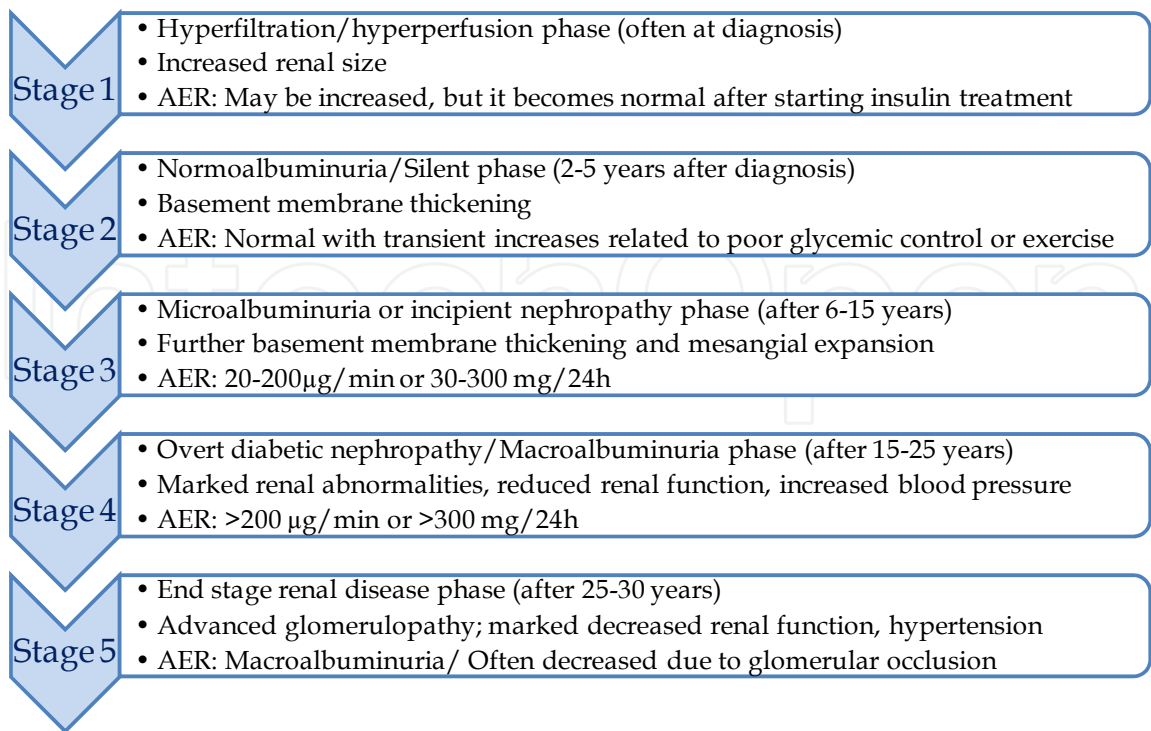 Stage 1
• Hyperfiltration/hyperperfusion phase (often at diagnosis)
• Increased renal size
• AER: May be increased, but it becomes normal after starting insulin treatment
Stage 2
• Normoalbuminuria/Silent phase (2-5 years after diagnosis)
• Basement membrane thickening
• AER: Normal with transient increases related to poor glycemic control or exercise
Stage 3
• Microalbuminuria or incipient nephropathy phase (after 6-15 years)
• Further basement membrane thickening and mesangial expansion
• AER: 20-200µg/min or 30-300 mg/24h
Stage 4
• Overt diabetic nephropathy/Macroalbuminuria phase (after 15-25 years)
• Marked renal abnormalities, reduced renal function, increased blood pressure
• AER: >200 µg/min or >300 mg/24h
Stage 5
• End stage renal disease phase (after 25-30 years)
• Advanced glomerulopathy; marked decreased renal function, hypertension
• AER: Macroalbuminuria/ Often decreased due to glomerular occlusion
IntechOpen